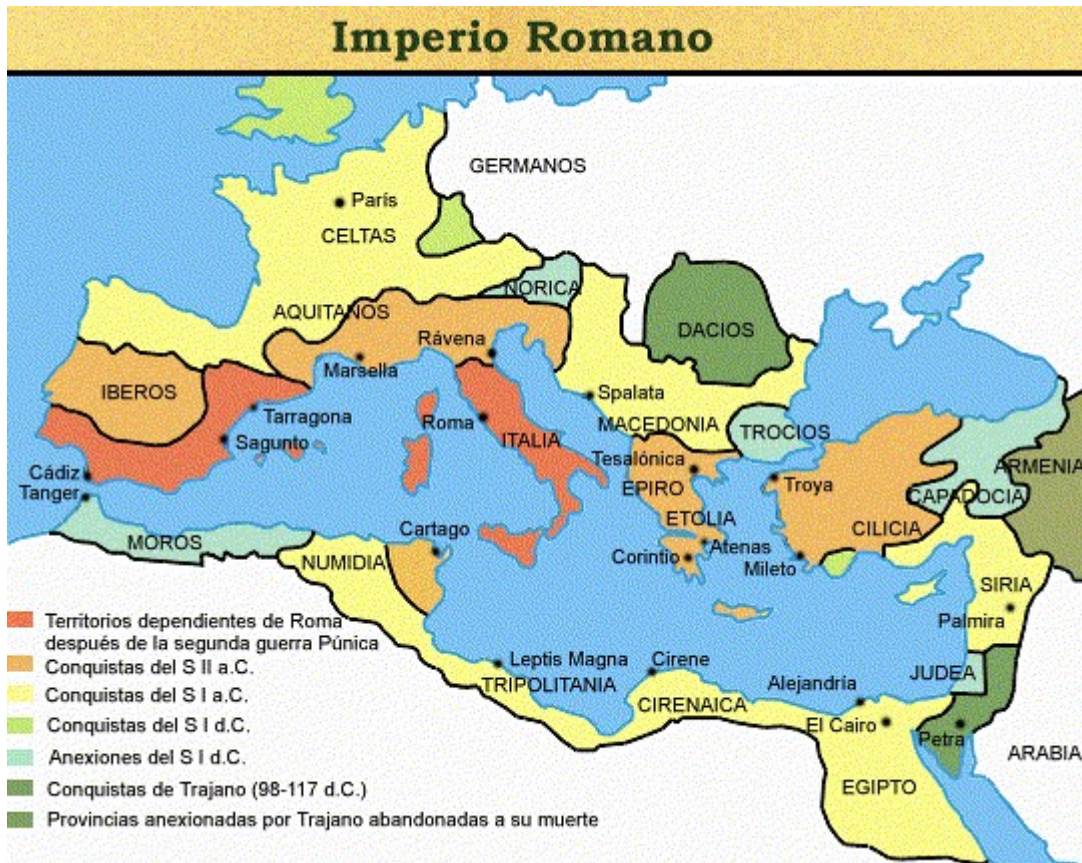 Imperio Romano
GERMANOS
París
CELTAS
NORICA
AQUITANOS
DACIOS
Rávena
Marsella
IBEROS
Spalata
Tarragona
Roma
ITALIA
MACEDONIA
TROCIOS
Sagunto
Tesalónica
ARMENIA
Cádiz
EPIRO
Troya
CAPADOCIA
Tanger
ETOLIA
CILICIA
Cartago
MOROS
Atenas
NUMIDIA
Corintio
Mileto
SIRIA
Palmira
Territorios dependientes de Roma
después de la segunda guerra Púnica
Conquistas del S II a.C.
Conquistas del S I a.C.
Conquistas del S I d.C.
Anexiones del S I d.C.
Conquistas de Trajano (98-117 d.C.)
Provincias anexionadas por Trajano abandonadas a su muerte
Leptis Magna
Cirene
JUDEA
TRIPOLITANIA
Alejandría
CIRENAICA
El Cairo
Petra
ARABIA
EGIPTO